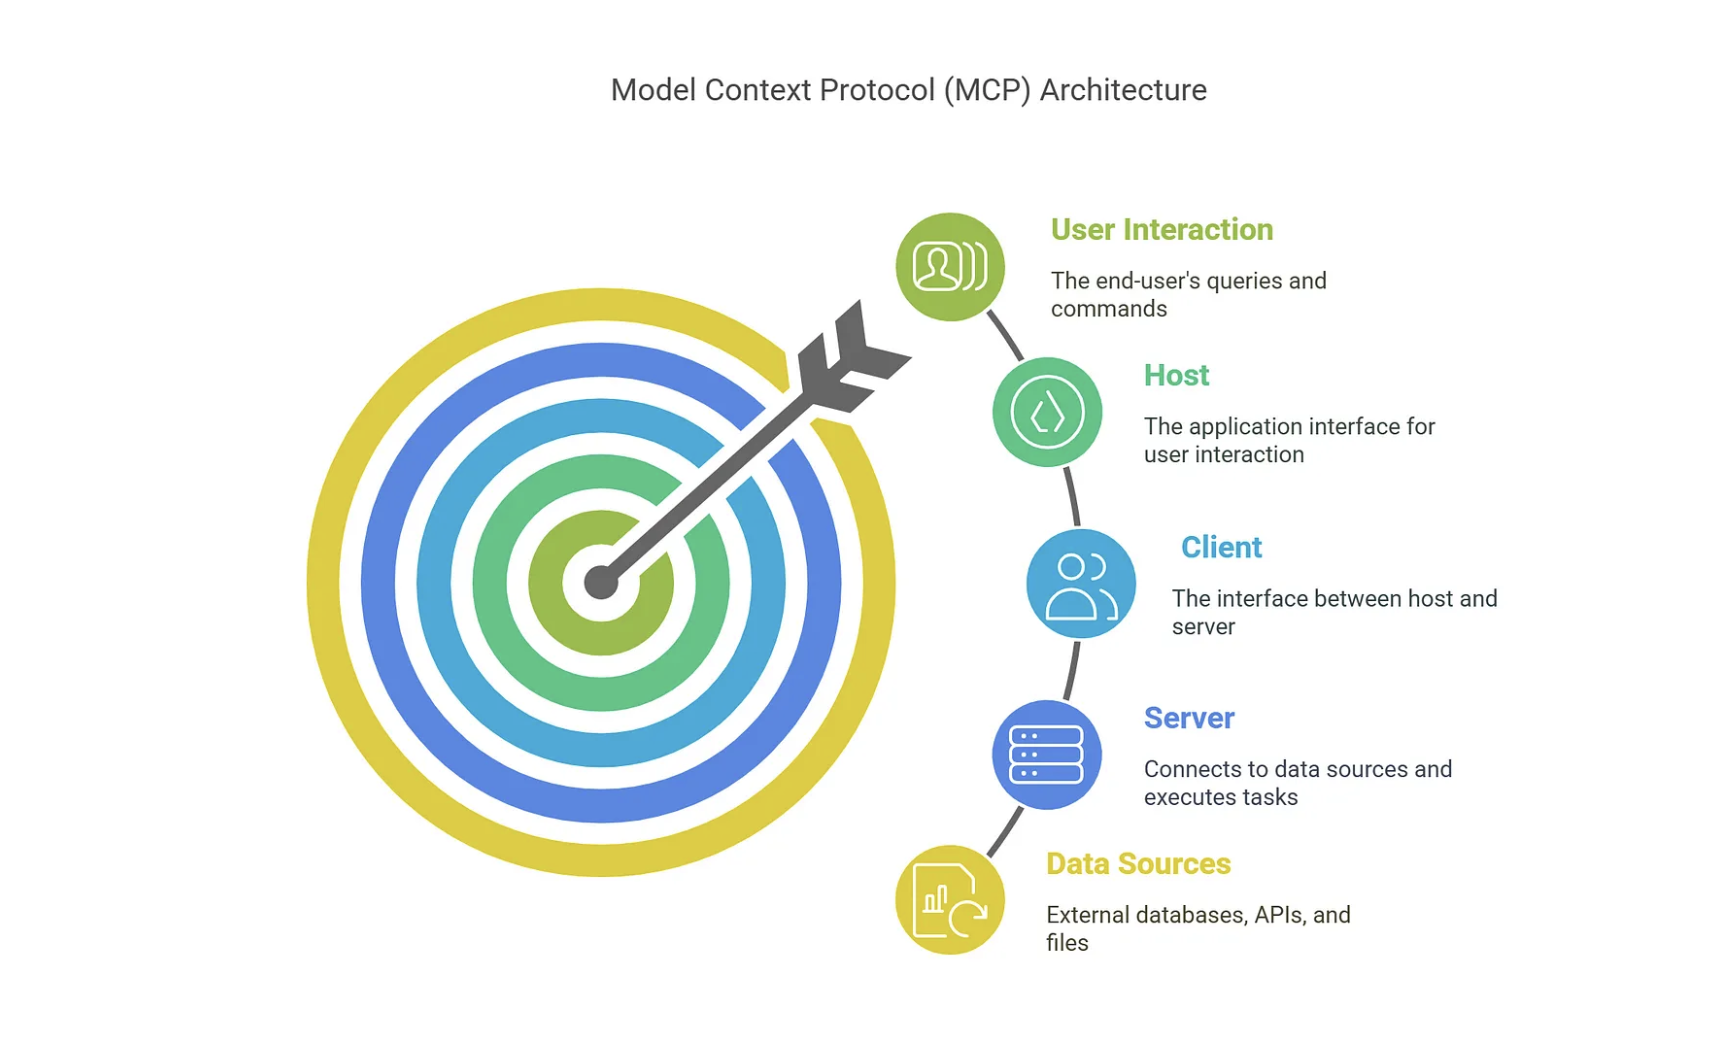 Model Context Protocol (MCP) Architecture
User Interaction
The end-user's queries and
commands
Host
The application interface for
user interaction
Client
The interface between host and
server
Server
Connects to data sources and
executes tasks
Data Sources
External databases, APIs, and
files